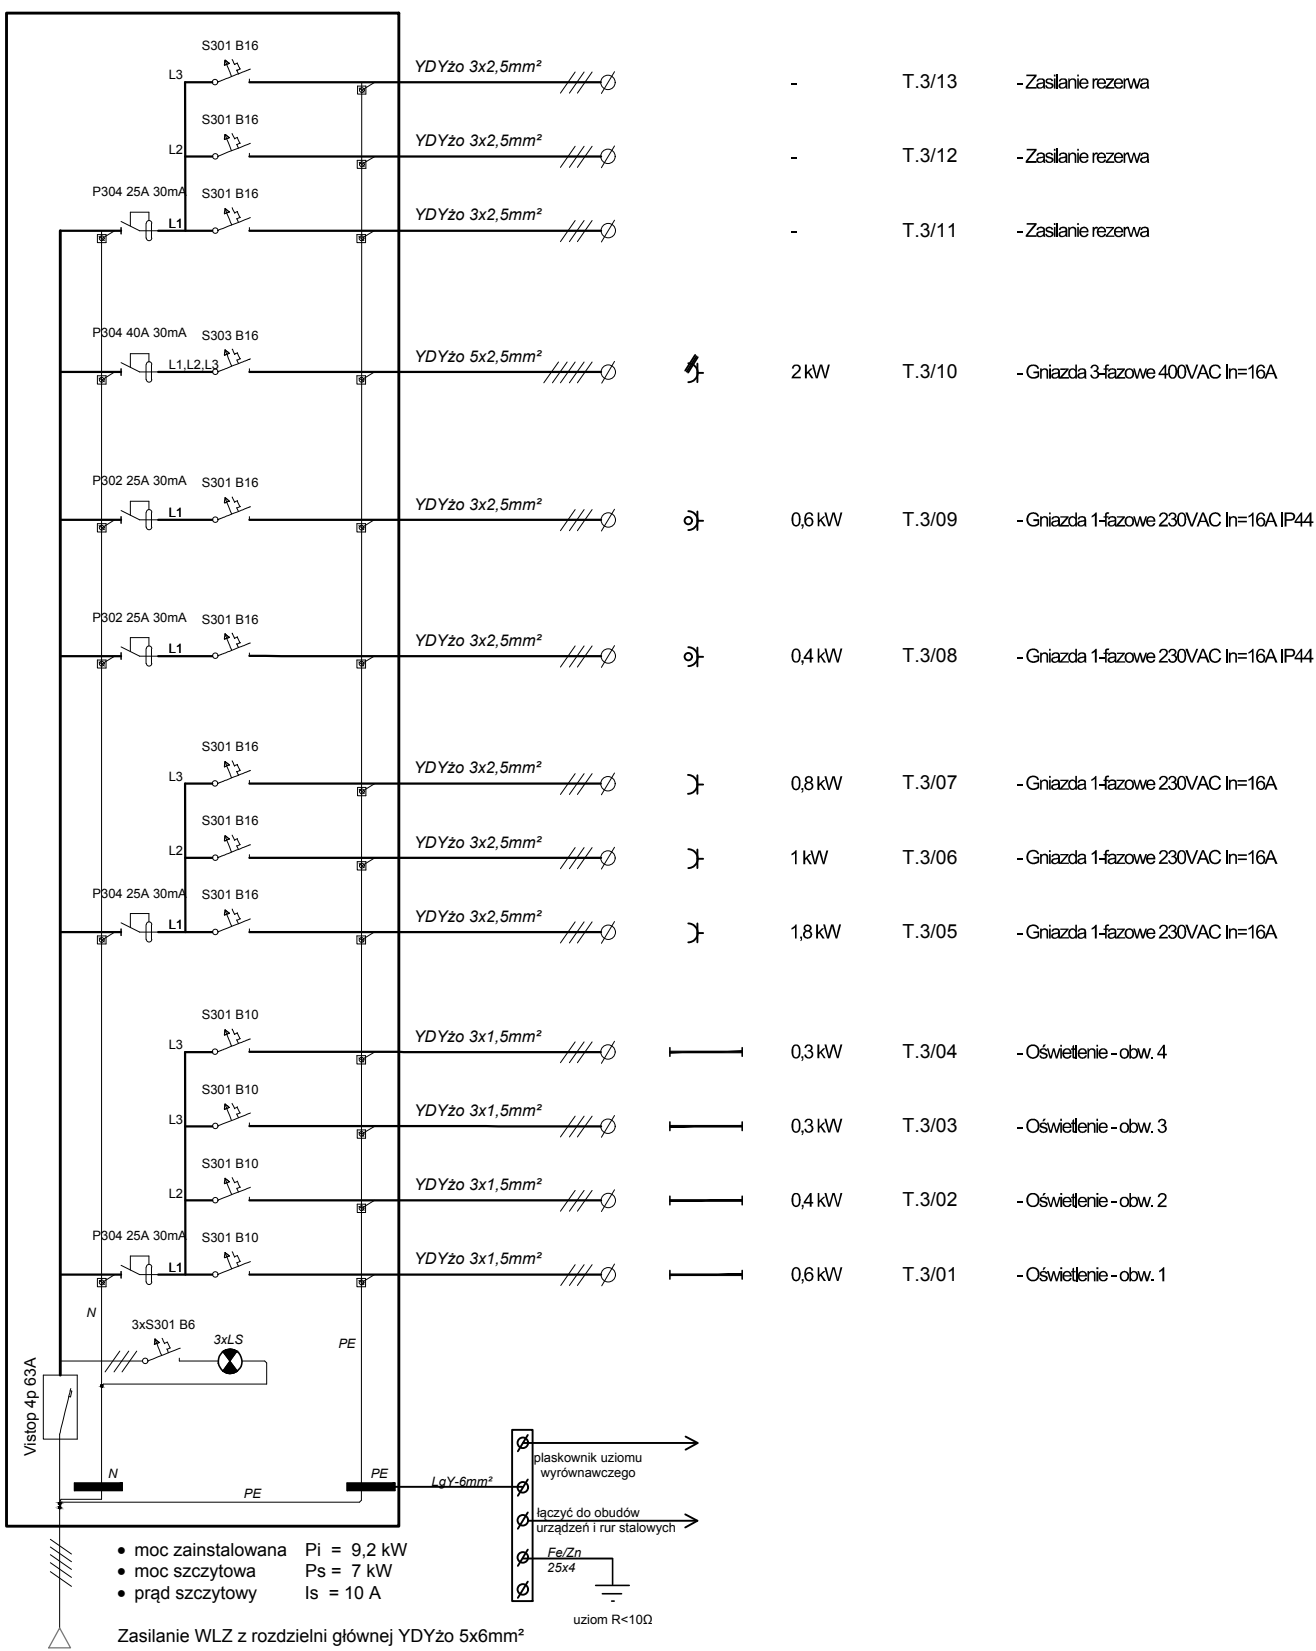 S301 B16
L3
YDYżo 3x2,5mm²
- T.3/13 - Zasilanie rezerwa
S301 B16
L2
YDYżo 3x2,5mm²
- T.3/12 - Zasilanie rezerwa
P304 25A 30mA S301 B16
L1
YDYżo 3x2,5mm²
- T.3/11 - Zasilanie rezerwa
P304 40A 30mA S303 B16
L1,L2,L3
YDYżo 5x2,5mm²
2 kW T.3/10 - Gniazda 3-fazowe 400VAC In=16A
P302 25A 30mA S301 B16
L1
YDYżo 3x2,5mm²
0,6 kW T.3/09 - Gniazda 1-fazowe 230VAC In=16A IP44
P302 25A 30mA S301 B16
L1
YDYżo 3x2,5mm²
0,4 kW T.3/08 - Gniazda 1-fazowe 230VAC In=16A IP44
S301 B16
L3
YDYżo 3x2,5mm²
0,8 kW T.3/07 - Gniazda 1-fazowe 230VAC In=16A
S301 B16
L2
YDYżo 3x2,5mm²
1 kW T.3/06 - Gniazda 1-fazowe 230VAC In=16A
P304 25A 30mA S301 B16
L1
YDYżo 3x2,5mm²
1,8 kW T.3/05 - Gniazda 1-fazowe 230VAC In=16A
S301 B10
L3
YDYżo 3x1,5mm²
0,3 kW T.3/04 - Oświetlenie - obw. 4
S301 B10
L3
YDYżo 3x1,5mm²
0,3 kW T.3/03 - Oświetlenie - obw. 3
S301 B10
L2
YDYżo 3x1,5mm²
0,4 kW T.3/02 - Oświetlenie - obw. 2
P304 25A 30mA S301 B10
L1
YDYżo 3x1,5mm²
0,6 kW T.3/01 - Oświetlenie - obw. 1
N
3xS301 B6
3xLS
PE
Vistop 4p 63A
N
PE
PE
LgY-6mm²
plaskownik uziomu
wyrównawczego
łączyć do obudów
urządzeń i rur stalowych
Fe/Zn
25x4
uziom R<10Ω
• moc zainstalowana Pi = 9,2 kW
• moc szczytowa Ps = 7 kW
• prąd szczytowy Is = 10 A
Zasilanie WLZ z rozdzielni głównej YDYżo 5x6mm²